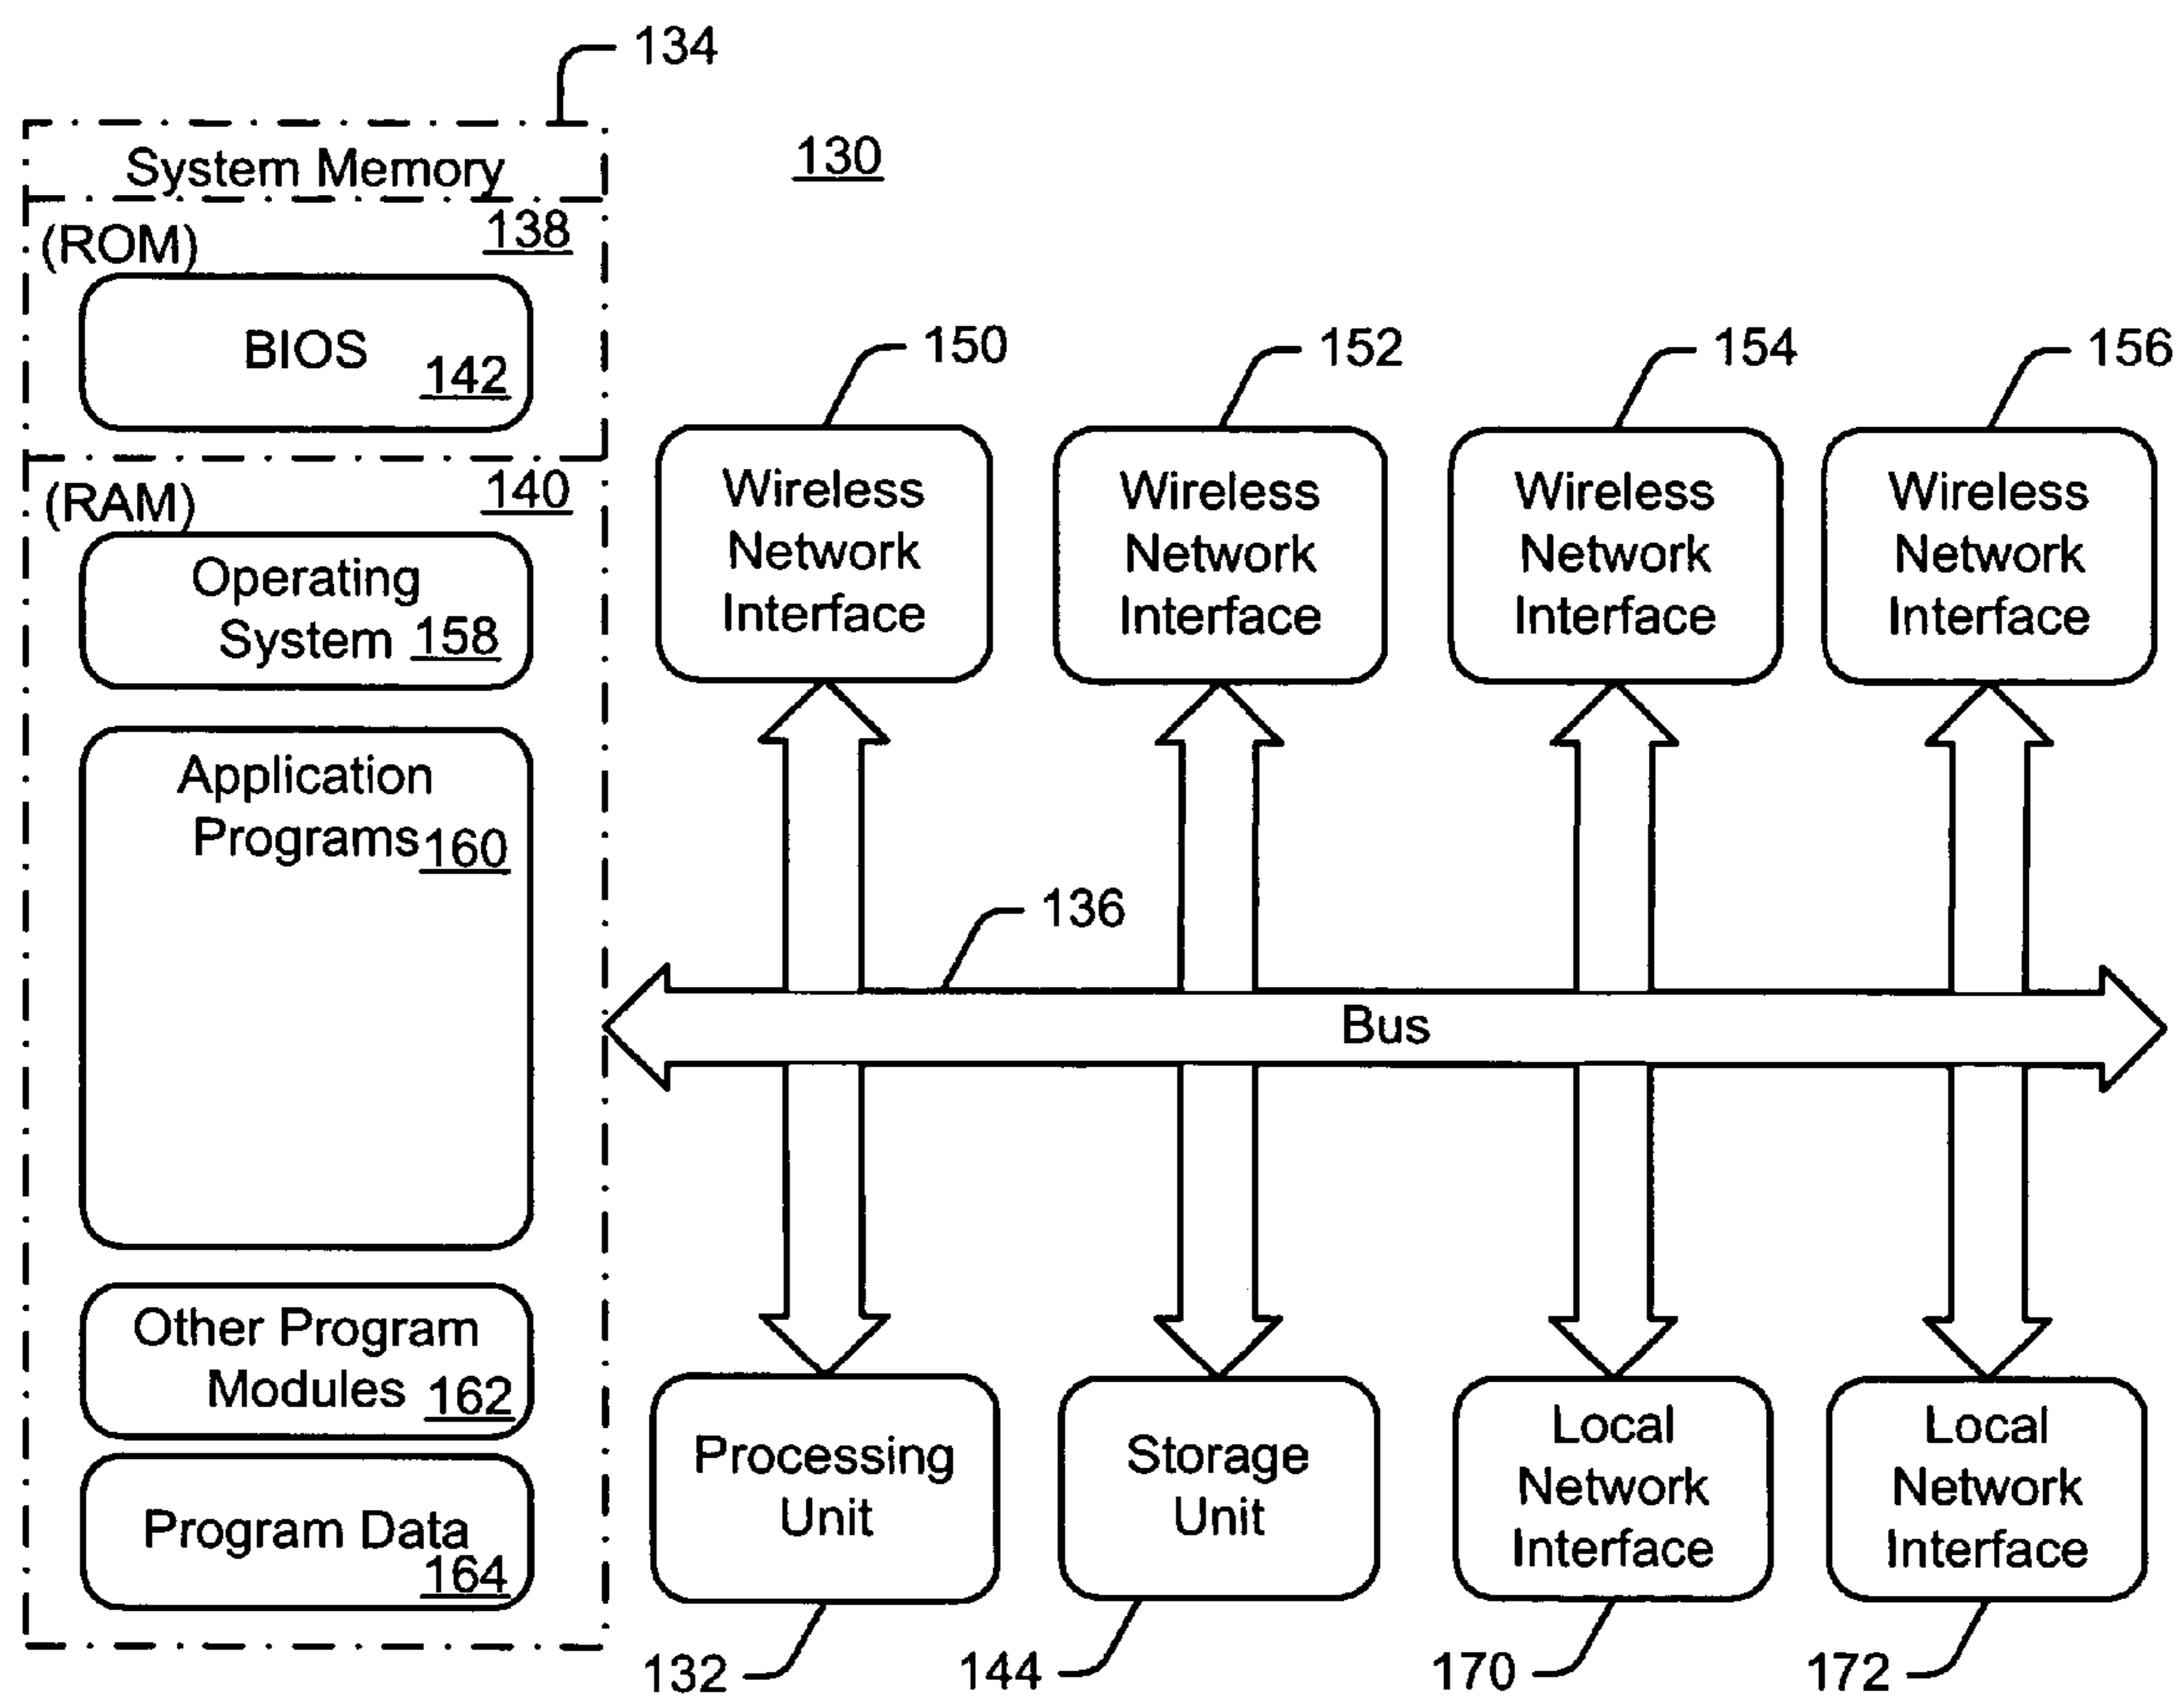 134
System Memory
130
(ROM)
138
BIOS
142
(RAM)
140
Operating
System 158
Application
Programs 160
Other Program
Modules 162
Program Data
164
150
152
154
156
Wireless
Network
Interface
Wireless
Network
Interface
Wireless
Network
Interface
Wireless
Network
Interface
136
Bus
Processing
Unit
Storage
Unit
Local
Network
Interface
Local
Network
Interface
132
144
170
172